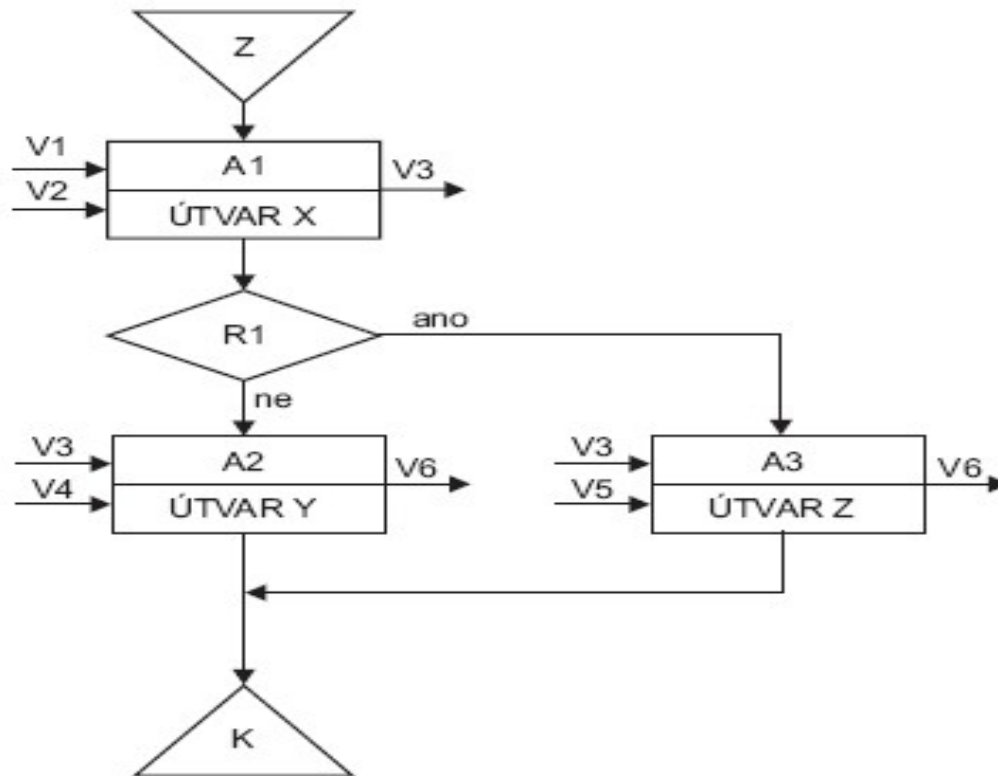 Z
V1
A1
V3
V2
ÚTVAR X
R1
ano
ne
V3
A2
V6
V4
ÚTVAR Y
V3
A3
V6
V5
ÚTVAR Z
K